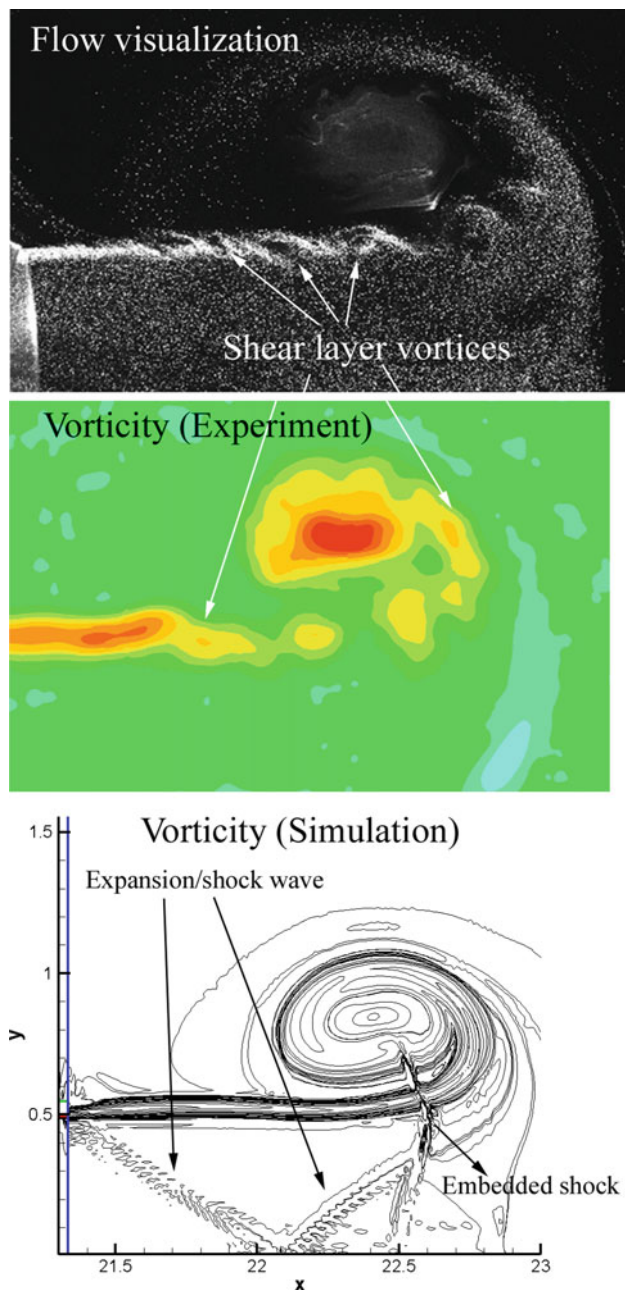 Flow visualization
Shear layer vortices
Vorticity (Experiment)
Vorticity (Simulation)
Expansion/shock wave
Embedded shock
1.5
1
0.5
y
21.5
22
22.5
23
x